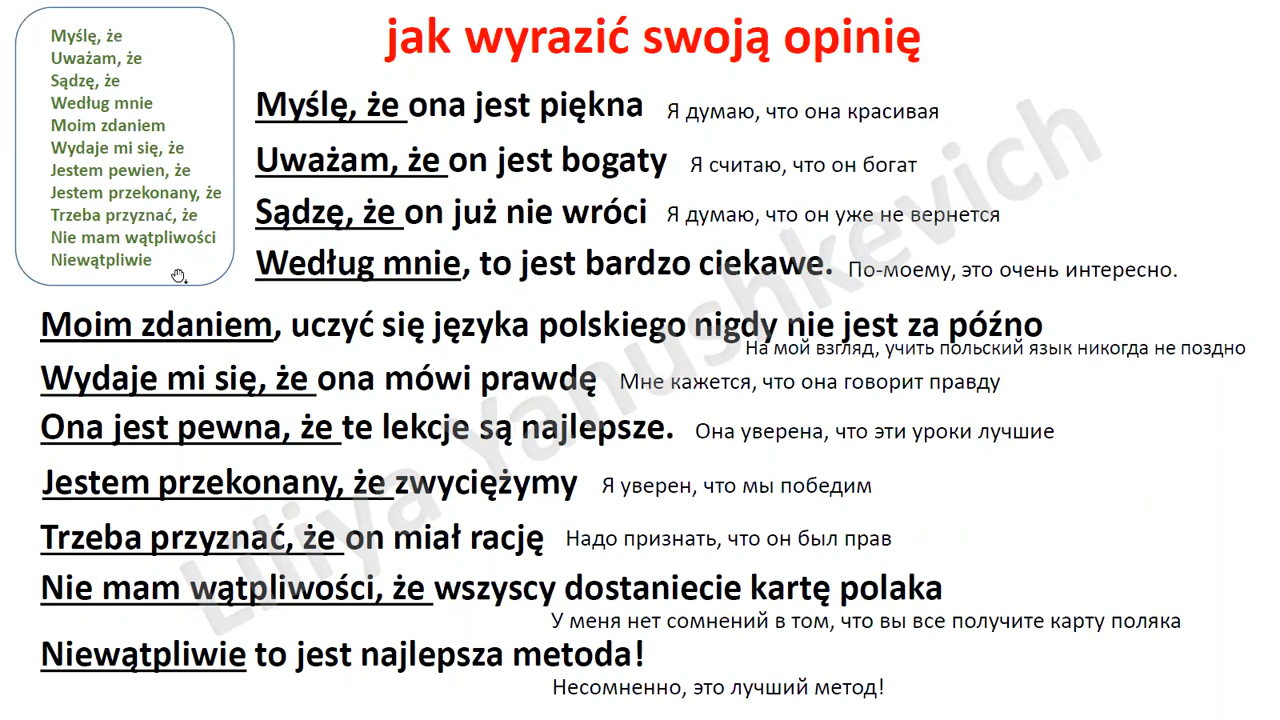 Myślę, że
Uważam, że
Sądzę, że
Według mnie
Moim zdaniem
Wydaje mi się, że
Jestem pewien, że
Jestem przekonany, że
Trzeba przyznać, że
Nie mam wątpliwości
Niewątpliwie
jak wyrazić swoją opinię
Myślę, że ona jest piękna Я думаю, что она красивая
Uważam, że on jest bogaty Я считаю, что он богат
Sądzę, że on już nie wróci Я думаю, что он уже не вернется
Według mnie, to jest bardzo ciekawe. По-моему, это очень интересно.
Moim zdaniem, uczyć się języka polskiego nigdy nie jest za późno
На мой взгляд, учить польский язык никогда не поздно
Wydaje mi się, że ona mówi prawdę Мне кажется, что она говорит правду
Ona jest pewna, że te lekcje są najlepsze. Она уверена, что эти уроки лучшие
Jestem przekonany, że zwyciężymy Я уверен, что мы победим
Trzeba przyznać, że on miał rację Надо признать, что он был прав
Nie mam wątpliwości, że wszyscy dostaniecie kartę polaka
У меня нет сомнений в том, что вы все получите карту поляка
Niewątpliwie to jest najlepsza metoda!
Несомненно, это лучший метод!
Liliya Yanushkevich